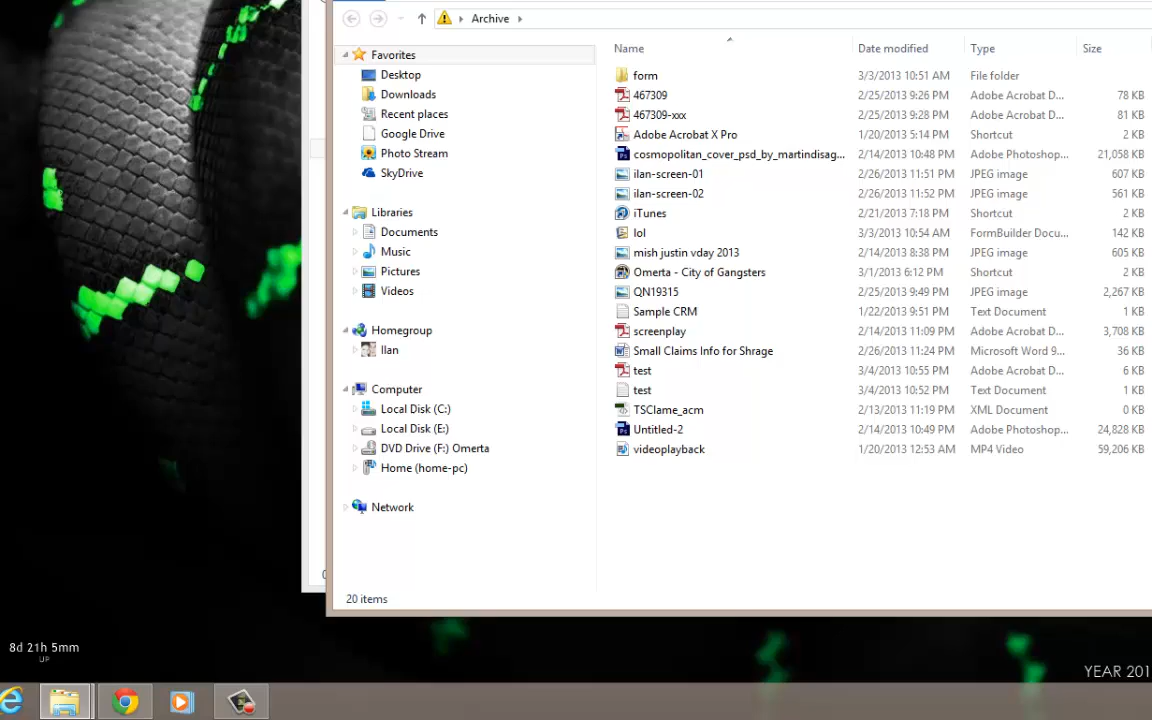 Archive
Name Date modified Type Size
Favorites
Desktop
Downloads
Recent places
Google Drive
Photo Stream
SkyDrive
Libraries
Documents
Music
Pictures
Videos
Homegroup
Ilan
Computer
Local Disk (C:)
Local Disk (E:)
DVD Drive (F:) Omerta
Home (home-pc)
Network
form 3/3/2013 10:51 AM File folder
467309 2/25/2013 9:26 PM Adobe Acrobat D... 78 KB
467309-xxx 2/25/2013 9:28 PM Adobe Acrobat D... 81 KB
Adobe Acrobat X Pro 1/20/2013 5:14 PM Shortcut 2 KB
cosmopolitan_cover_psd_by_martindisag... 2/14/2013 10:48 PM Adobe Photoshop... 21,058 KB
ilan-screen-01 2/26/2013 11:51 PM JPEG image 607 KB
ilan-screen-02 2/26/2013 11:52 PM JPEG image 561 KB
iTunes 2/21/2013 7:18 PM Shortcut 2 KB
lol 3/3/2013 10:54 AM FormBuilder Docu... 142 KB
mish justin vday 2013 2/14/2013 8:38 PM JPEG image 605 KB
Omerta - City of Gangsters 3/1/2013 6:12 PM Shortcut 2 KB
QN19315 2/25/2013 9:49 PM JPEG image 2,267 KB
Sample CRM 1/22/2013 9:51 PM Text Document 1 KB
screenplay 2/14/2013 11:09 PM Adobe Acrobat D... 3,708 KB
Small Claims Info for Shrage 2/26/2013 11:24 PM Microsoft Word 9... 36 KB
test 3/4/2013 10:55 PM Adobe Acrobat D... 6 KB
test 3/4/2013 10:52 PM Text Document 1 KB
TSClame_acm 2/13/2013 11:19 PM XML Document 0 KB
Untitled-2 2/14/2013 10:49 PM Adobe Photoshop... 24,828 KB
videoplayback 1/20/2013 12:53 AM MP4 Video 59,206 KB
20 items
8d 21h 5mm
UP
YEAR 201